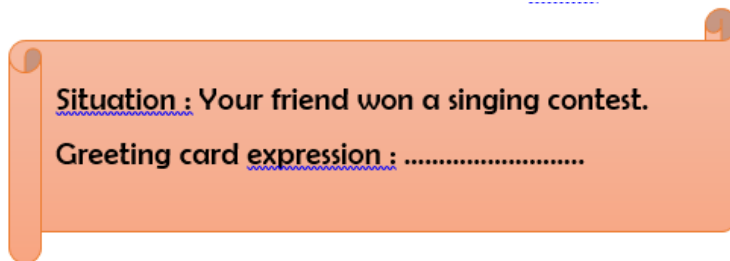 Situation : Your friend won a singing contest.
Greeting card expression : ..........................